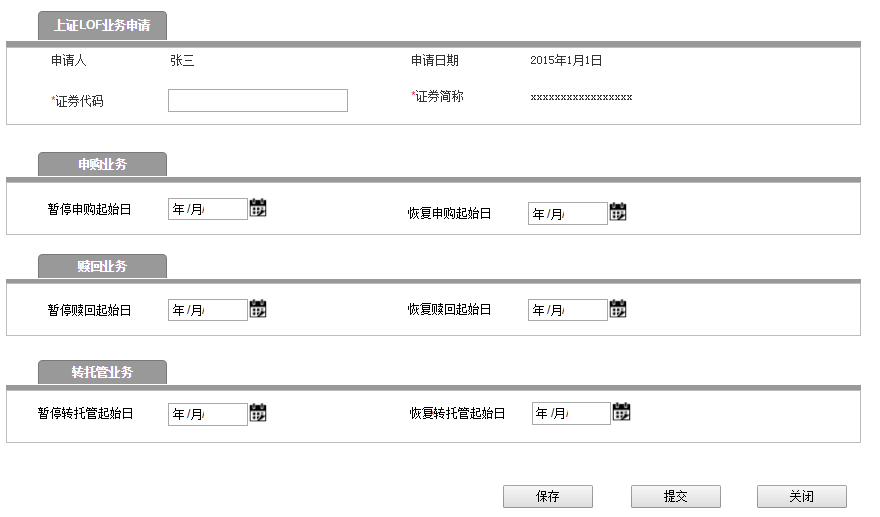 上证LOF业务申请
申请人 张三 申请日期 2015年1月1日
*证券代码 *证券简称 xxxxxxxxxxxxxxxxx
申购业务
暂停申购起始日 年 /月/ 恢复申购起始日 年 /月/
赎回业务
暂停赎回起始日 年 /月/ 恢复赎回起始日 年 /月/
转托管业务
暂停转托管起始日 年 /月/ 恢复转托管起始日 年 /月/
保存 提交 关闭